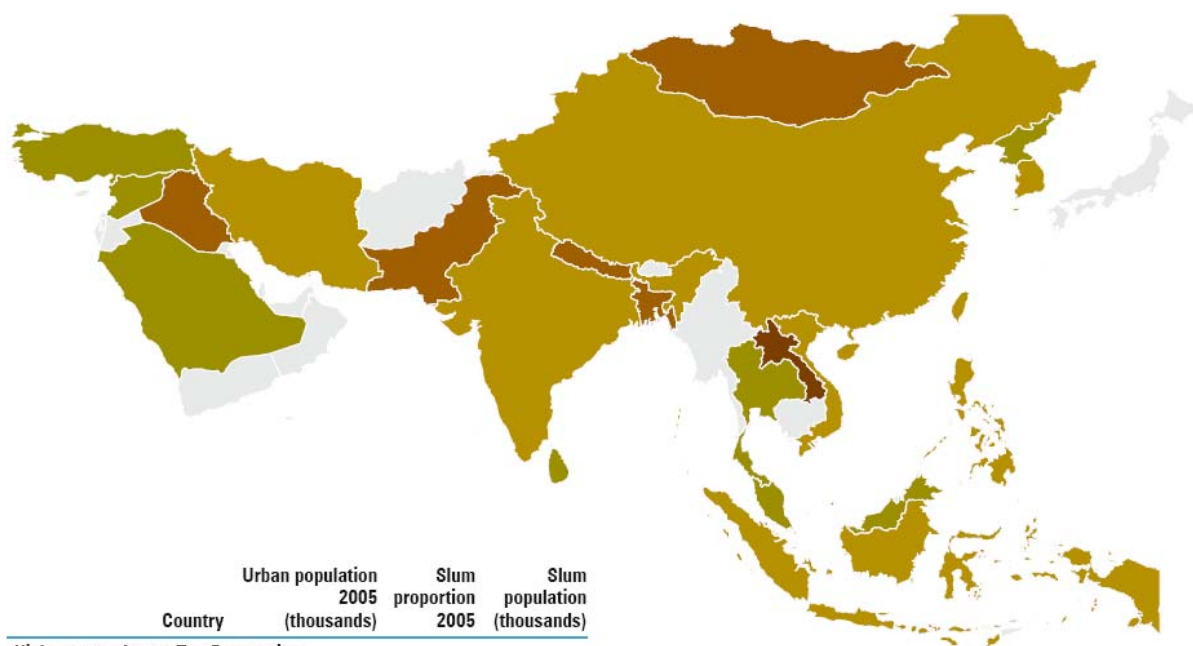 Urban population Slum Slum
2005 proportion population
Country (thousands) 2005 (thousands)